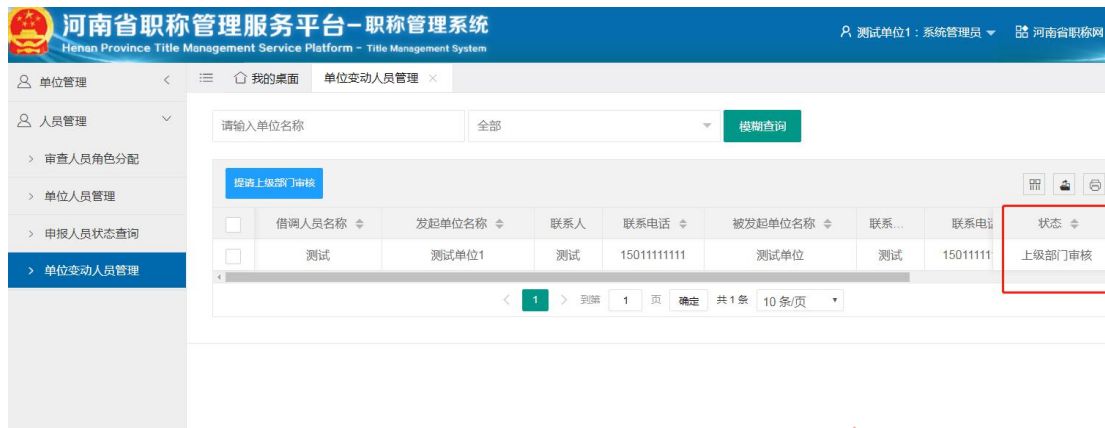 河南省职称管理服务平台-职称管理系统
Henan Province Title Management Service Platform - Title Management System
测试单位1：系统管理员
河南省职称网
单位管理
人员管理
审查人员角色分配
单位人员管理
申报人员状态查询
单位变动人员管理
我的桌面 单位变动人员管理
请输入单位名称 全部 模糊查询
提请上级部门审核
借调人员名称 发起单位名称 联系人 联系电话 被发起单位名称 联系... 联系电 状态
测试 测试单位1 测试 15011111111 测试单位 测试 15011111 上级部门审核
1 到第 1 页 确定 共1条 10条/页